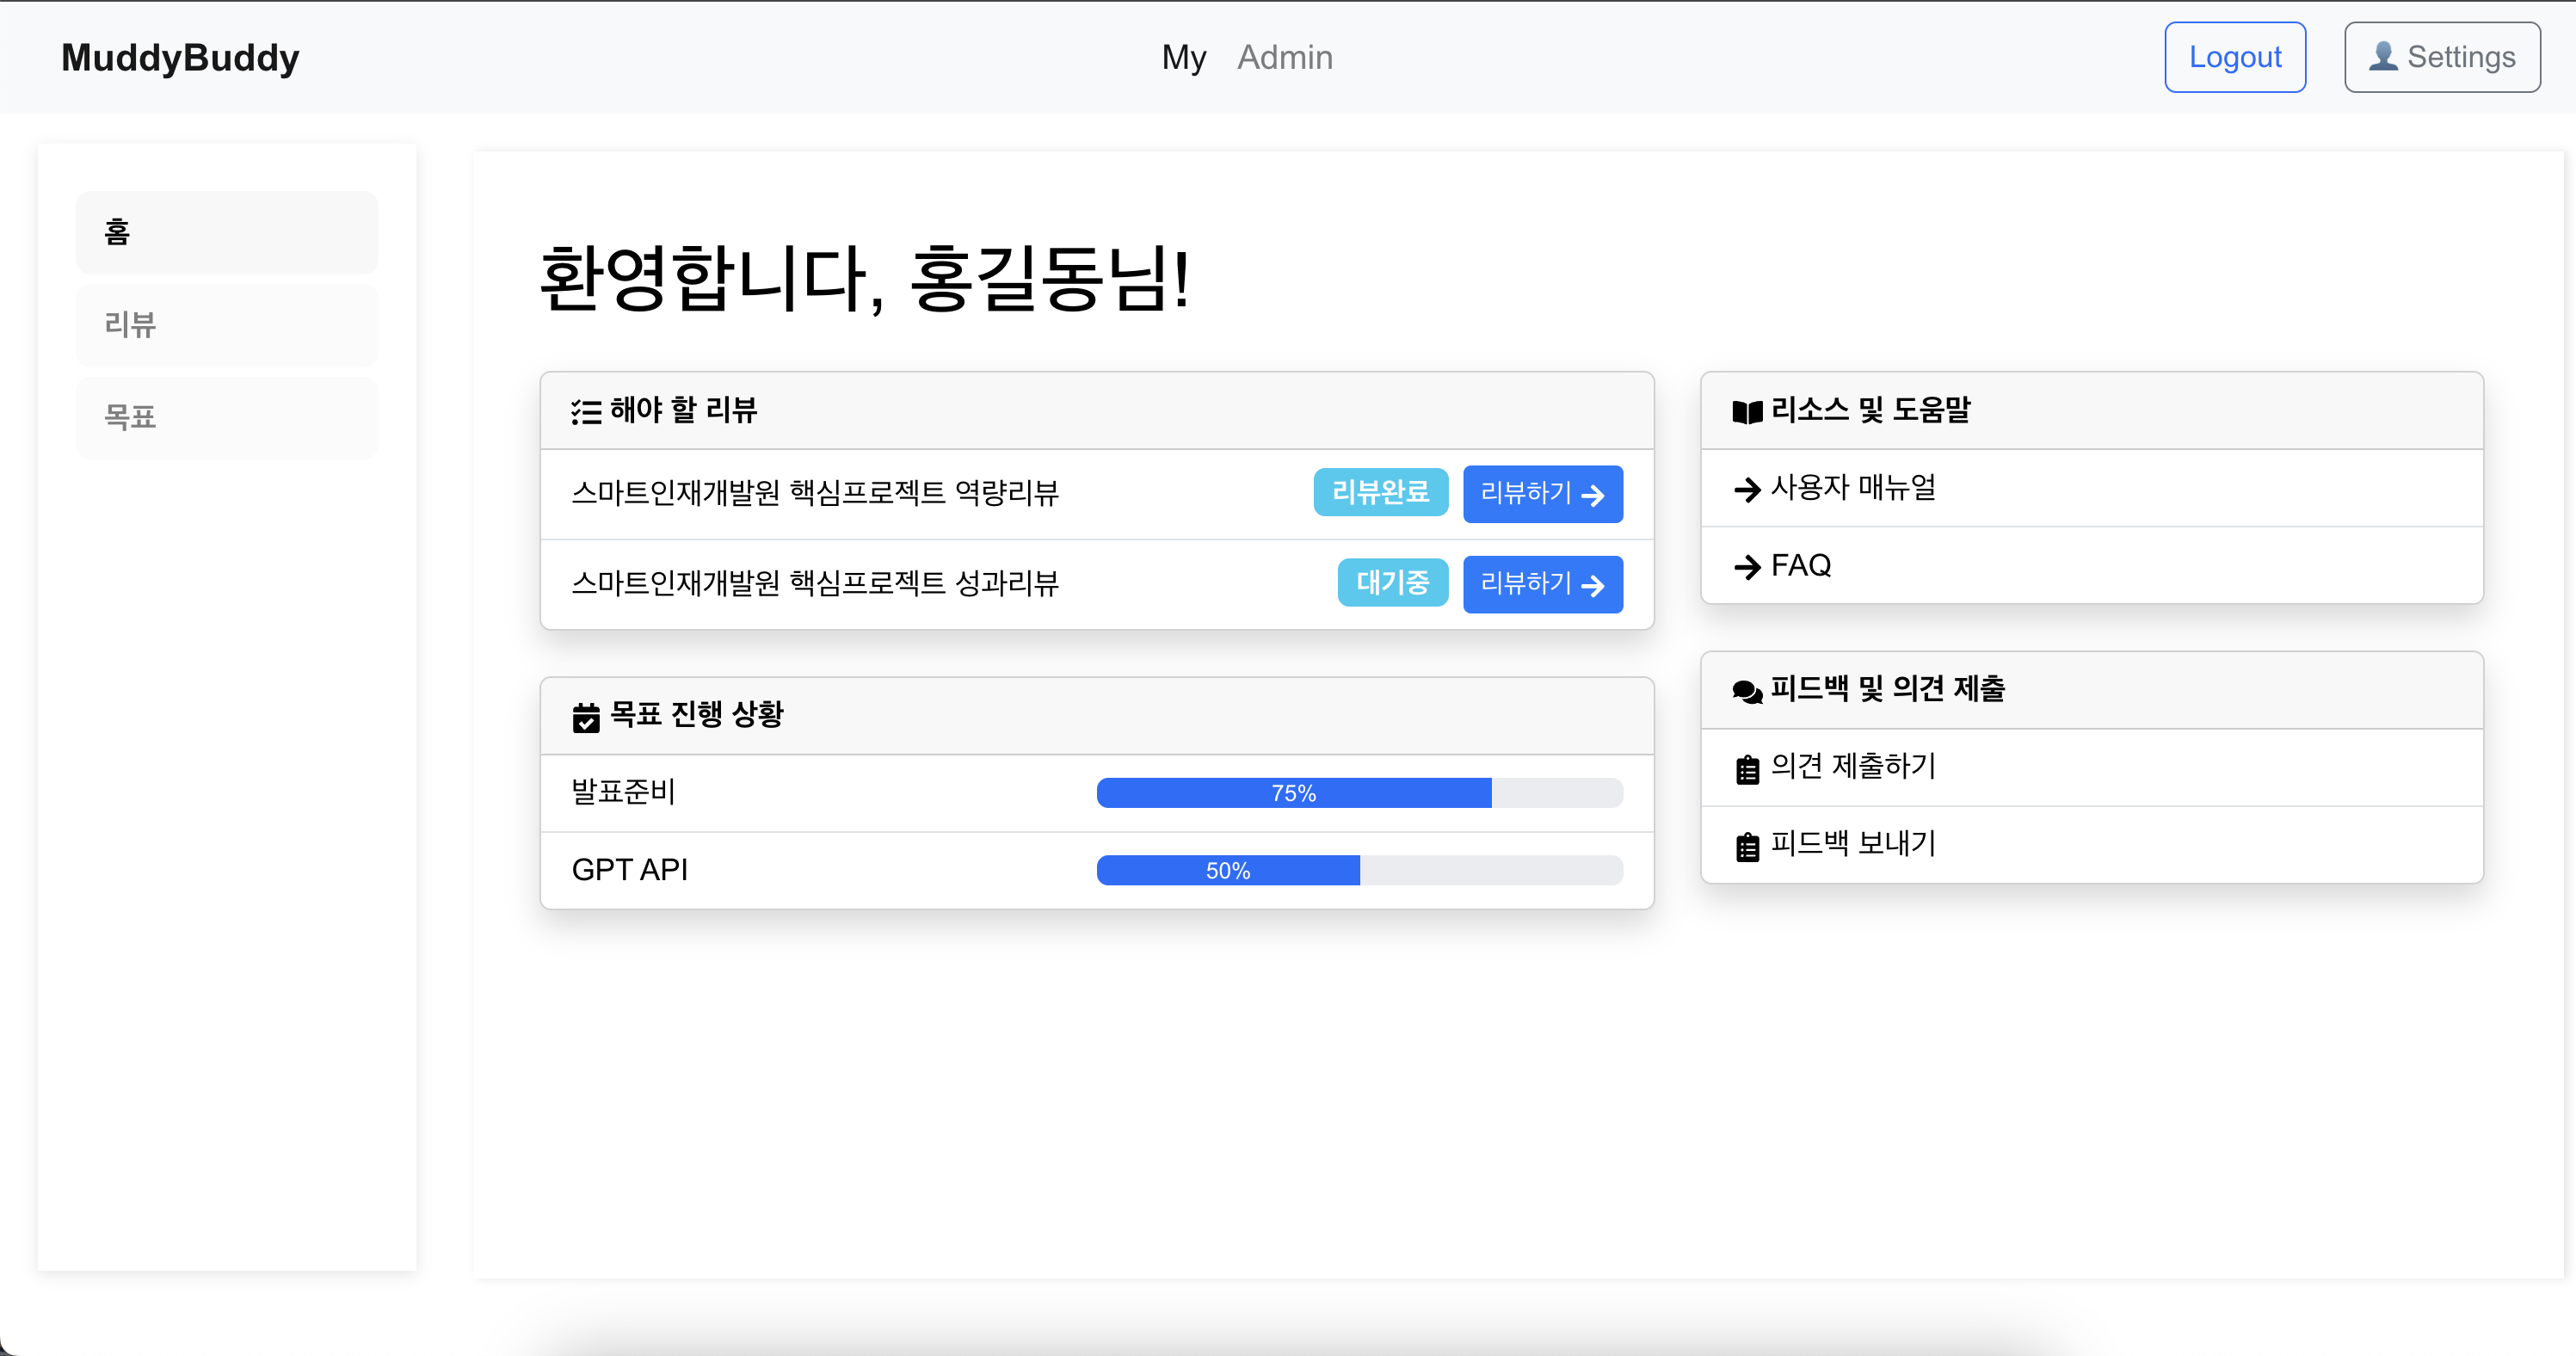 MuddyBuddy
My Admin
Logout
Settings
홈
리뷰
목표
환영합니다, 홍길동님!
해야 할 리뷰
스마트인재개발원 핵심프로젝트 역량리뷰 리뷰완료 리뷰하기
스마트인재개발원 핵심프로젝트 성과리뷰 대기중 리뷰하기
목표 진행 상황
발표준비 75%
GPT API 50%
리소스 및 도움말
사용자 매뉴얼
FAQ
피드백 및 의견 제출
의견 제출하기
피드백 보내기